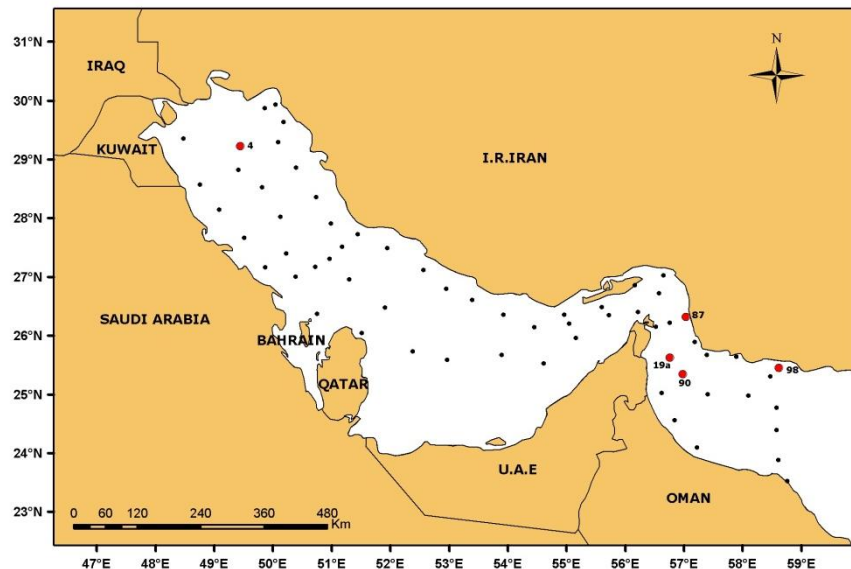 N
31°N
IRAQ
30°N
KUWAIT
4
29°N
I.R.IRAN
28°N
27°N
SAUDI ARABIA
87
26°N
BAHRAIN
19a
98
QATAR
90
25°N
24°N
U.A.E
OMAN
23°N
0 60 120 240 360 480
Km
47°E 48°E 49°E 50°E 51°E 52°E 53°E 54°E 55°E 56°E 57°E 58°E 59°E